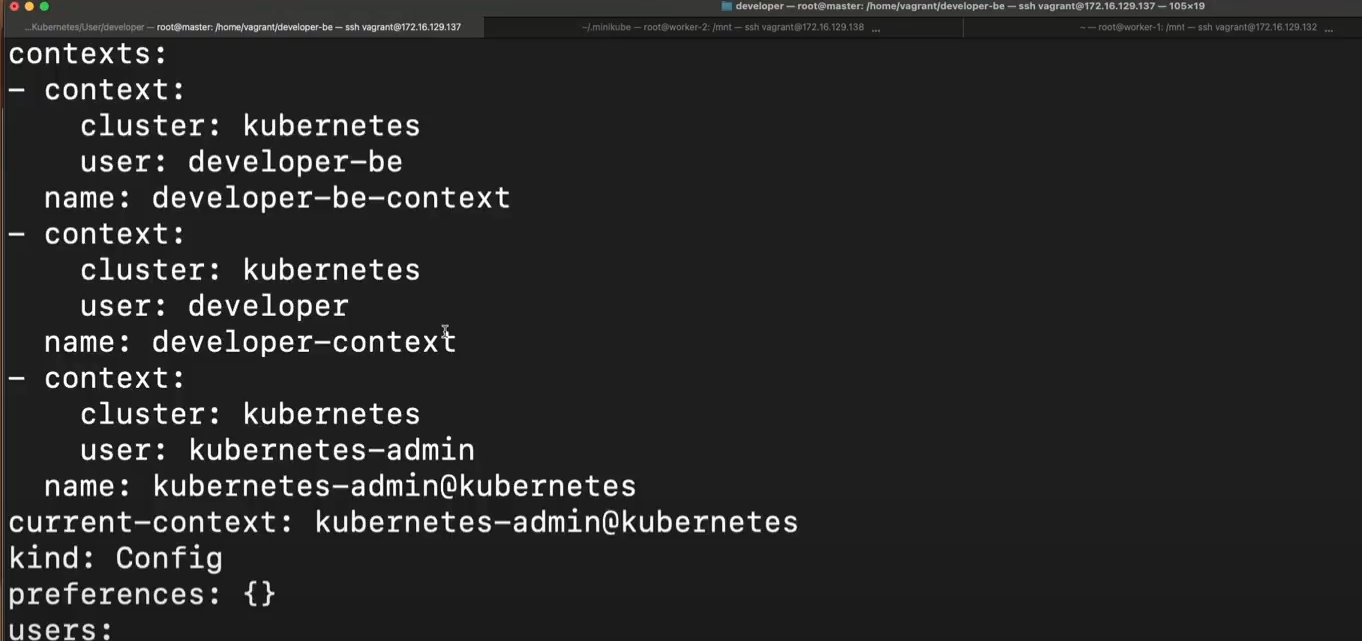 developer — root@master: /home/vagrant/developer-be — ssh vagrant@172.16.129.137 — 105×19
...Kubernetes/User/developer — root@master: /home/vagrant/developer-be — ssh vagrant@172.16.129.137
~/.minikube — root@worker-2: /mnt — ssh vagrant@172.16.129.138 ...
~ — root@worker-1: /mnt — ssh vagrant@172.16.129.132 ...
contexts:
- context:
    cluster: kubernetes
    user: developer-be
  name: developer-be-context
- context:
    cluster: kubernetes
    user: developer
  name: developer-context
- context:
    cluster: kubernetes
    user: kubernetes-admin
  name: kubernetes-admin@kubernetes
current-context: kubernetes-admin@kubernetes
kind: Config
preferences: {}
users: